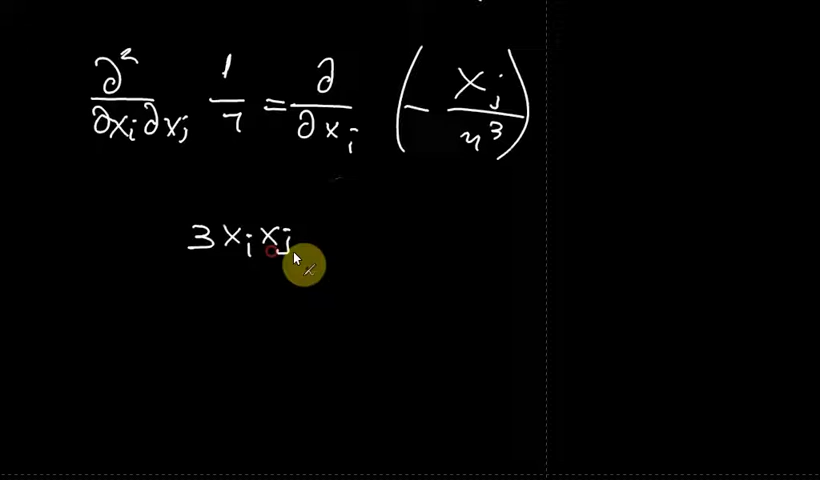 ∂²/∂xᵢ∂xⱼ 1/r = ∂/∂xᵢ (− xⱼ/r³)
3xᵢxⱼ